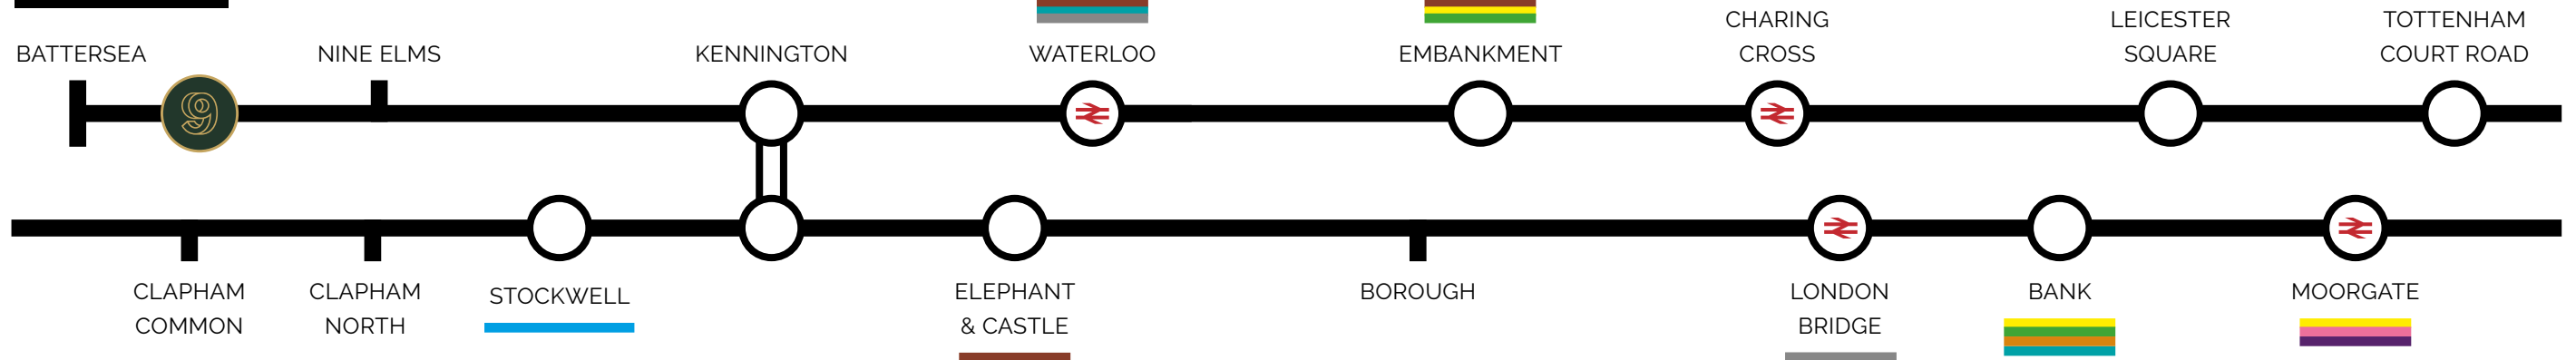 BATTERSEA
NINE ELMS
KENNINGTON
WATERLOO
EMBANKMENT
CHARING
CROSS
LEICESTER
SQUARE
TOTTENHAM
COURT ROAD
9
CLAPHAM
COMMON
CLAPHAM
NORTH
STOCKWELL
ELEPHANT
& CASTLE
BOROUGH
LONDON
BRIDGE
BANK
MOORGATE